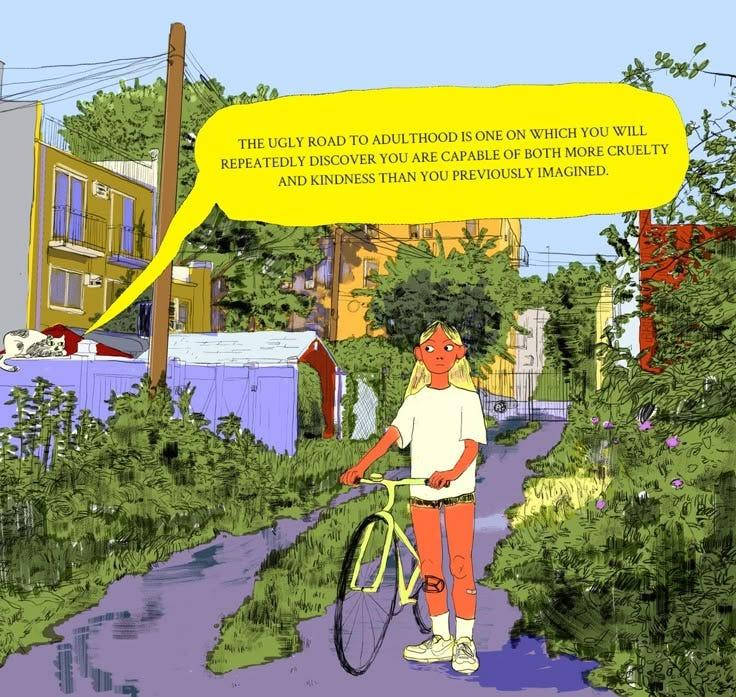 THE UGLY ROAD TO ADULTHOOD IS ONE ON WHICH YOU WILL
REPEATEDLY DISCOVER YOU ARE CAPABLE OF BOTH MORE CRUELTY
AND KINDNESS THAN YOU PREVIOUSLY IMAGINED.